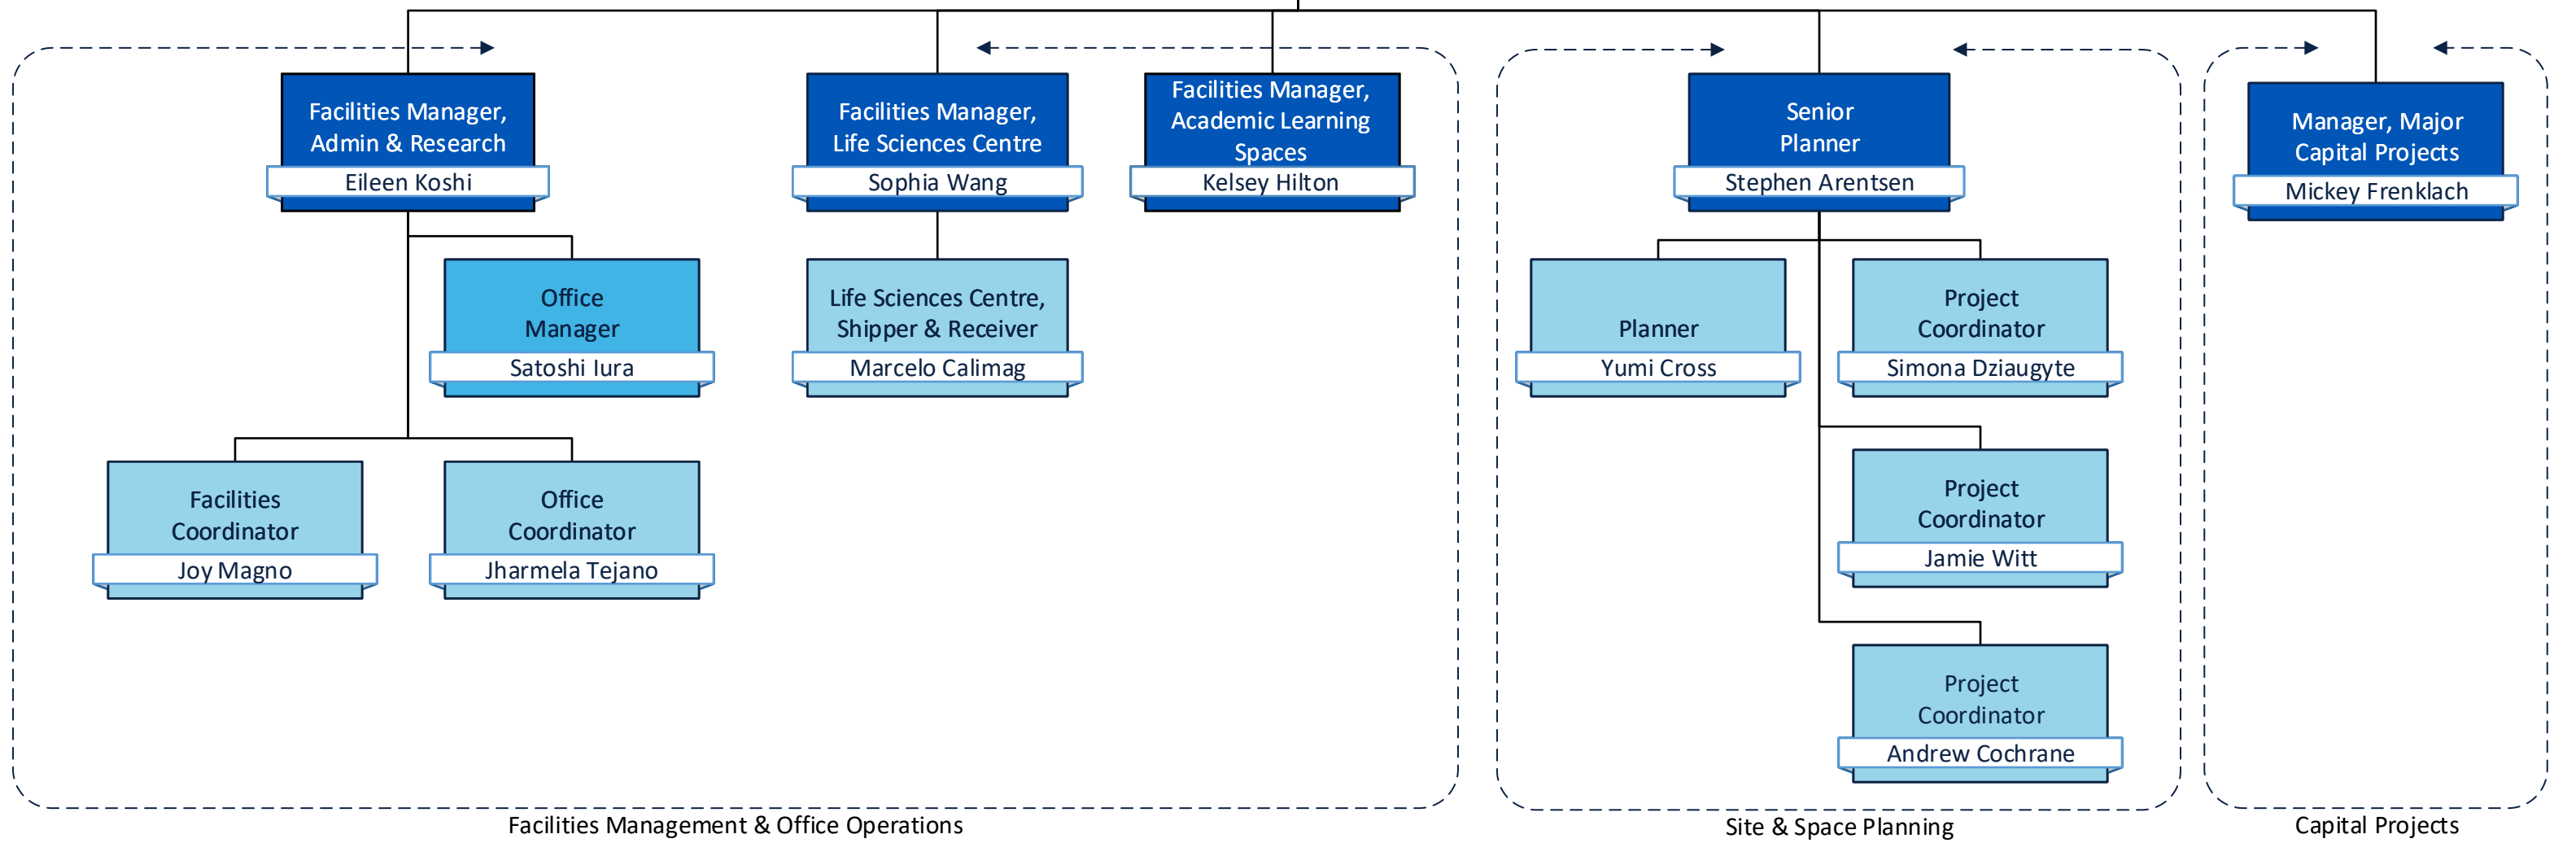 Facilities Manager,
Admin & Research
Eileen Koshi
Facilities Manager,
Life Sciences Centre
Sophia Wang
Facilities Manager,
Academic Learning
Spaces
Kelsey Hilton
Senior
Planner
Stephen Arentsen
Manager, Major
Capital Projects
Mickey Frenklach
Office
Manager
Satoshi Iura
Life Sciences Centre,
Shipper & Receiver
Marcelo Calimag
Planner
Yumi Cross
Project
Coordinator
Simona Dziaugyte
Facilities
Coordinator
Joy Magno
Office
Coordinator
Jharmela Tejano
Project
Coordinator
Jamie Witt
Project
Coordinator
Andrew Cochrane
Facilities Management & Office Operations
Site & Space Planning
Capital Projects